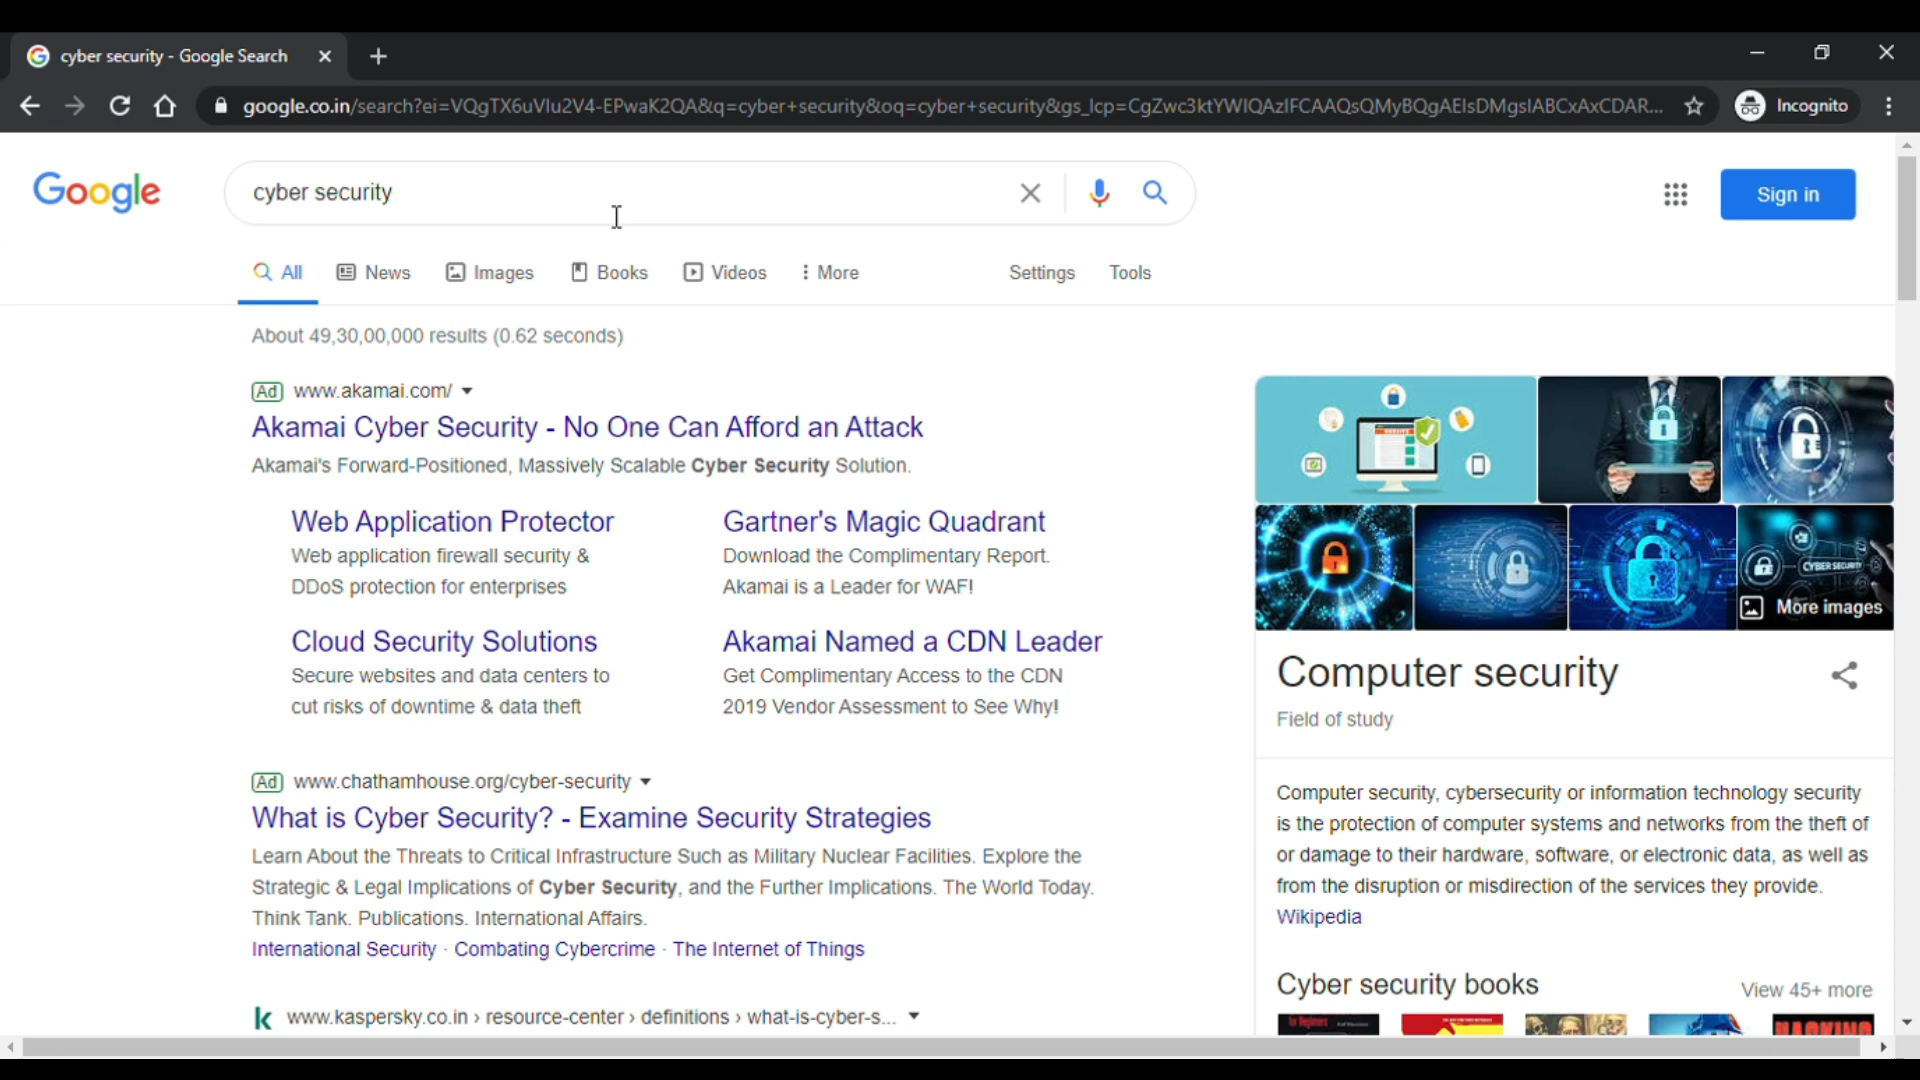 cyber security - Google Search
google.co.in/search?ei=VQgTX6uVIu2V4-EPwaK2QA&q=cyber+security&oq=cyber+security&gs_lcp=CgZwc3ktYWIQAzIFCAAQsQMyBQgAEIsDMgsIABCxAxCDAR...
Incognito
Google
cyber security
Sign in
All
News
Images
Books
Videos
More
Settings
Tools
About 49,30,00,000 results (0.62 seconds)
Ad www.akamai.com/
Akamai Cyber Security - No One Can Afford an Attack
Akamai's Forward-Positioned, Massively Scalable Cyber Security Solution.
Web Application Protector
Web application firewall security &
DDoS protection for enterprises
Gartner's Magic Quadrant
Download the Complimentary Report.
Akamai is a Leader for WAF!
Cloud Security Solutions
Secure websites and data centers to
cut risks of downtime & data theft
Akamai Named a CDN Leader
Get Complimentary Access to the CDN
2019 Vendor Assessment to See Why!
Ad www.chathamhouse.org/cyber-security
What is Cyber Security? - Examine Security Strategies
Learn About the Threats to Critical Infrastructure Such as Military Nuclear Facilities. Explore the
Strategic & Legal Implications of Cyber Security, and the Further Implications. The World Today.
Think Tank. Publications. International Affairs.
International Security · Combating Cybercrime · The Internet of Things
www.kaspersky.co.in › resource-center › definitions › what-is-cyber-s...
CYBER SECURITY
More images
Computer security
Field of study
Computer security, cybersecurity or information technology security
is the protection of computer systems and networks from the theft of
or damage to their hardware, software, or electronic data, as well as
from the disruption or misdirection of the services they provide.
Wikipedia
Cyber security books
View 45+ more
for Beginners
HACKING